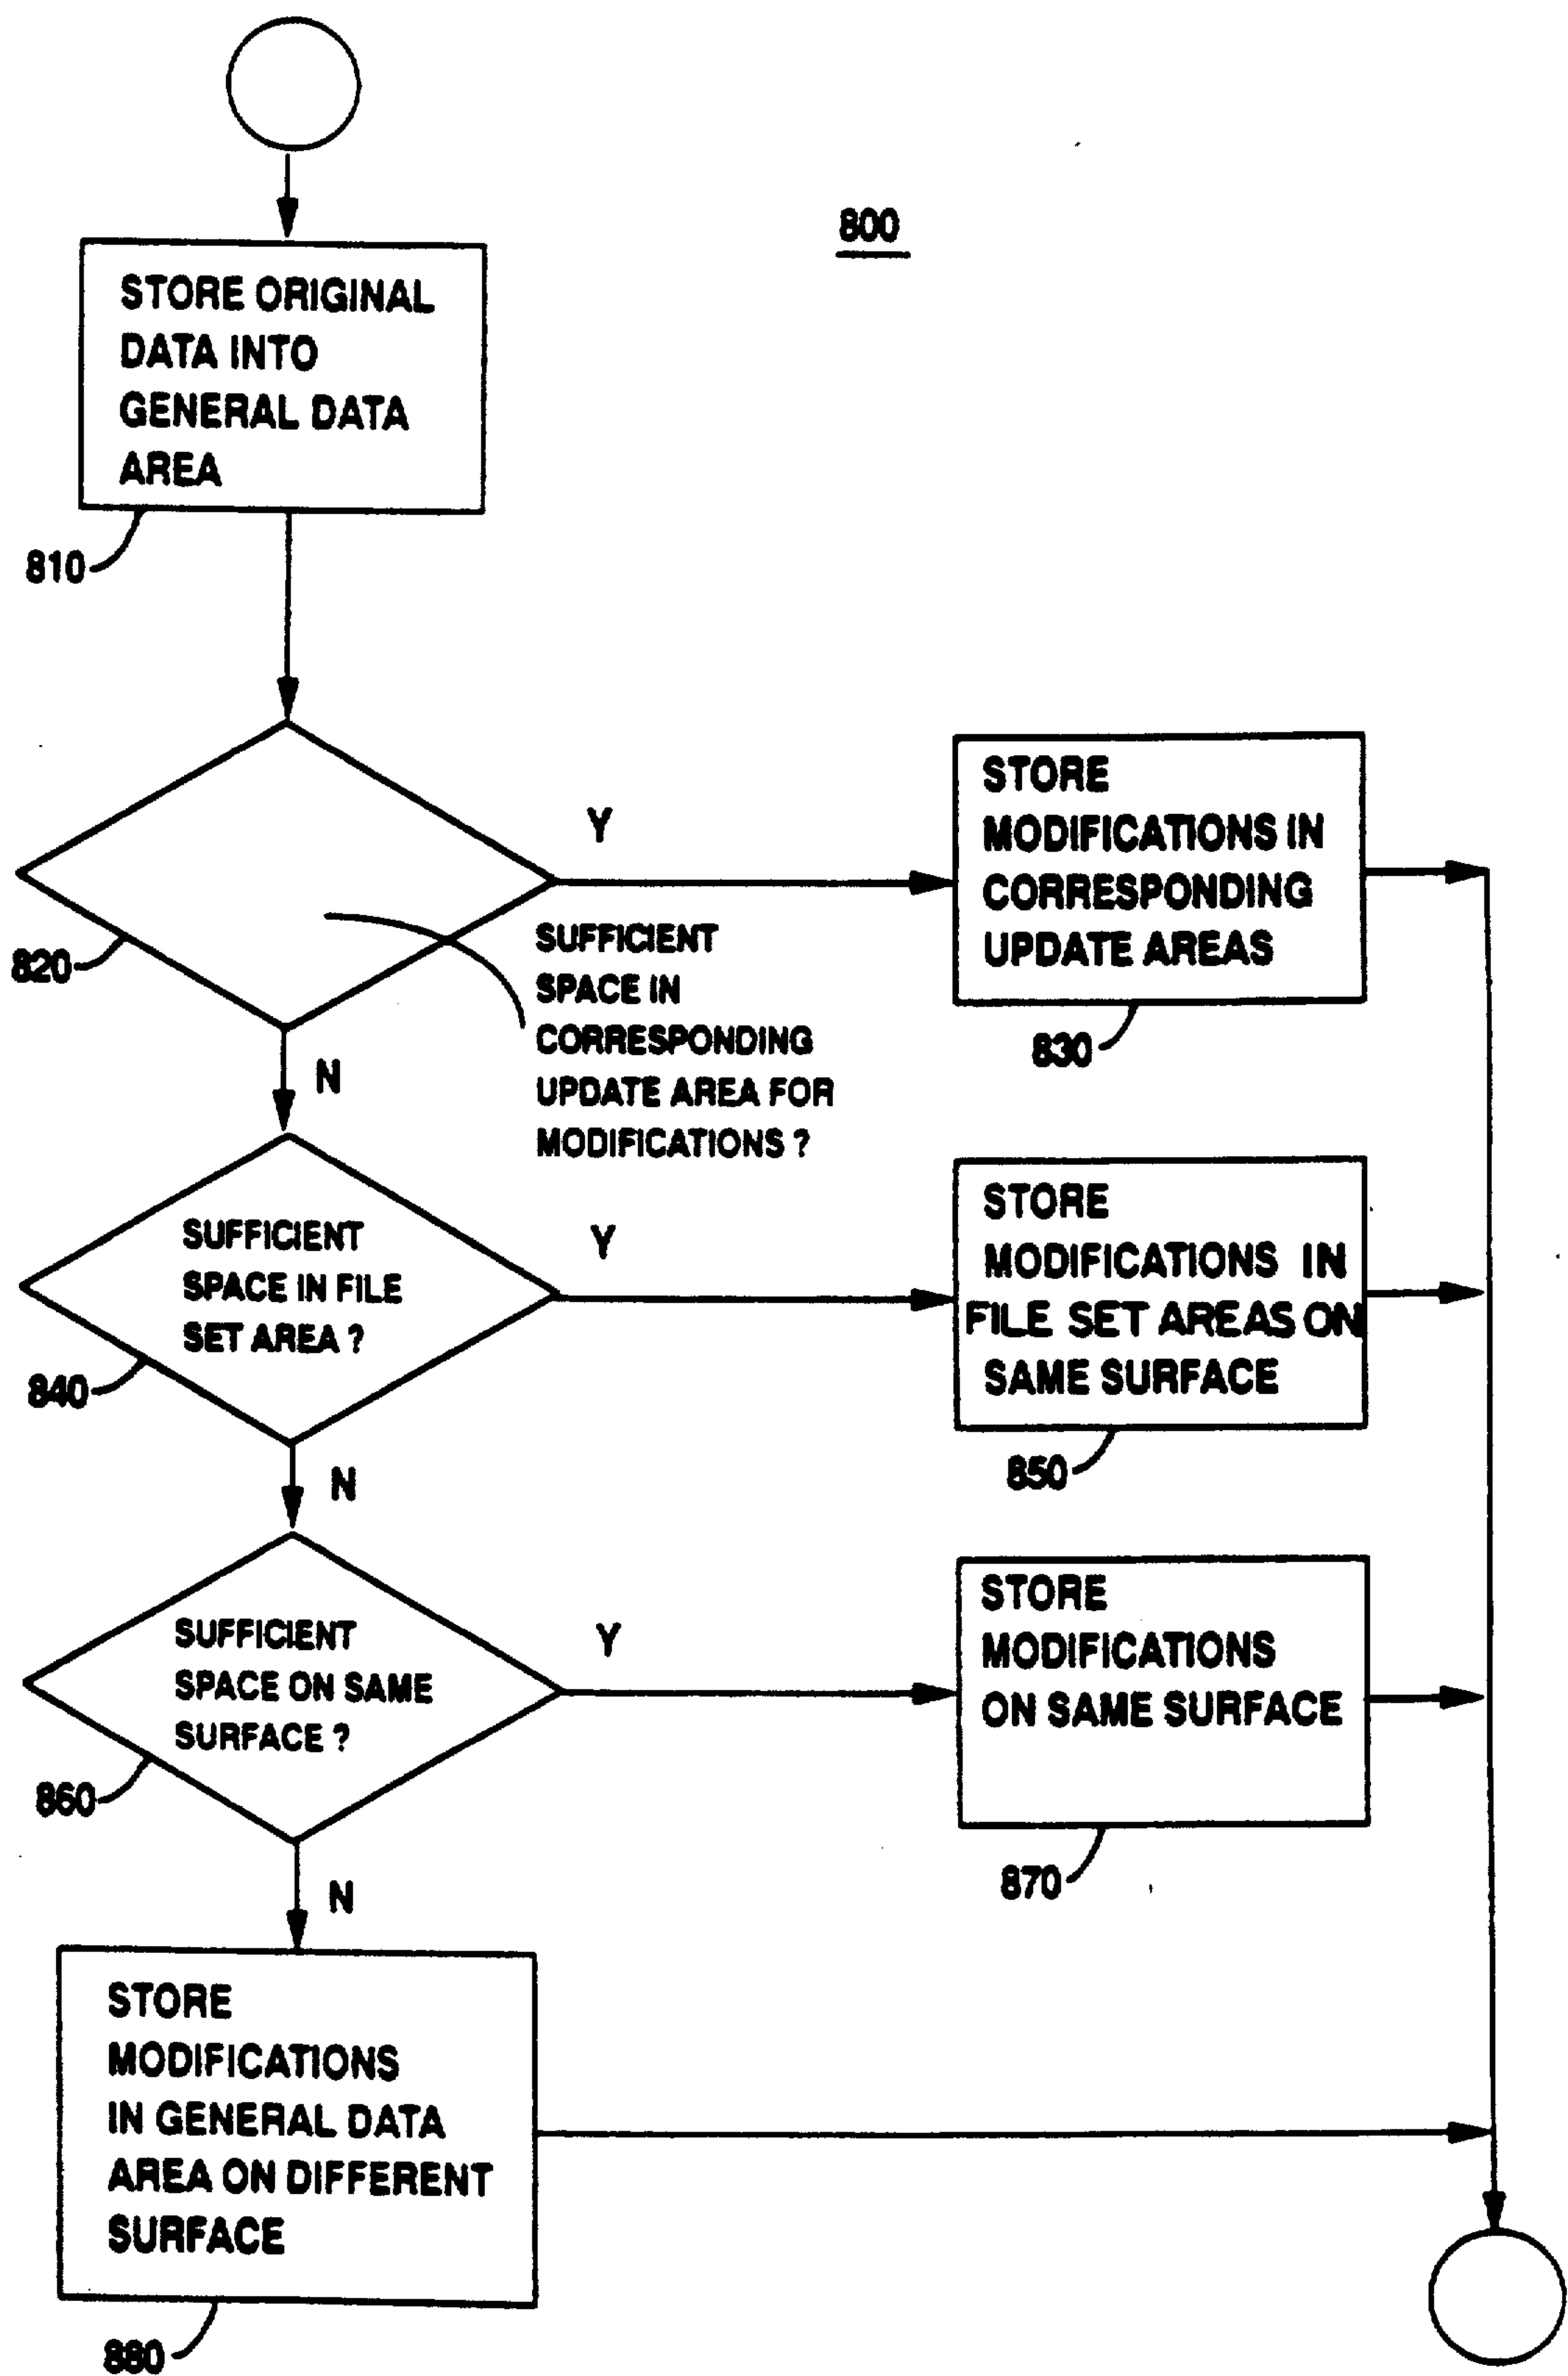 800
STORE ORIGINAL
DATA INTO
GENERAL DATA
AREA
810
Y
820
SUFFICIENT
SPACE IN
CORRESPONDING
UPDATE AREA FOR
MODIFICATIONS ?
STORE
MODIFICATIONS IN
CORRESPONDING
UPDATE AREAS
830
N
SUFFICIENT
SPACE IN FILE
SET AREA ?
840
Y
STORE
MODIFICATIONS IN
FILE SET AREAS ON
SAME SURFACE
850
N
SUFFICIENT
SPACE ON SAME
SURFACE ?
860
Y
STORE
MODIFICATIONS
ON SAME SURFACE
870
N
STORE
MODIFICATIONS
IN GENERAL DATA
AREA ON DIFFERENT
SURFACE
880